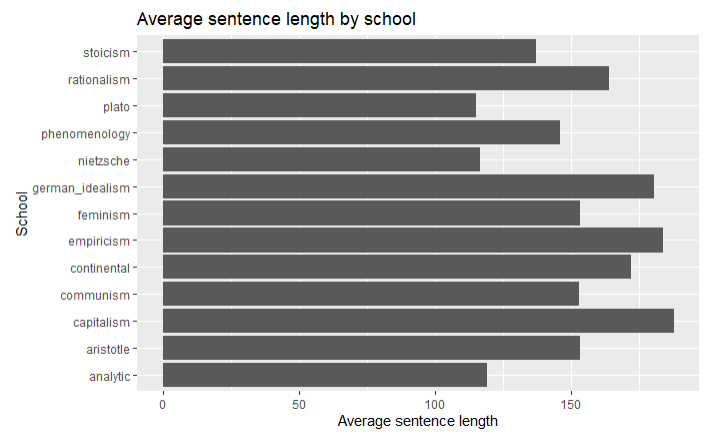 Average sentence length by school
School
stoicism
rationalism
plato
phenomenology
nietzsche
german_idealism
feminism
empiricism
continental
communism
capitalism
aristotle
analytic
0 50 100 150
Average sentence length